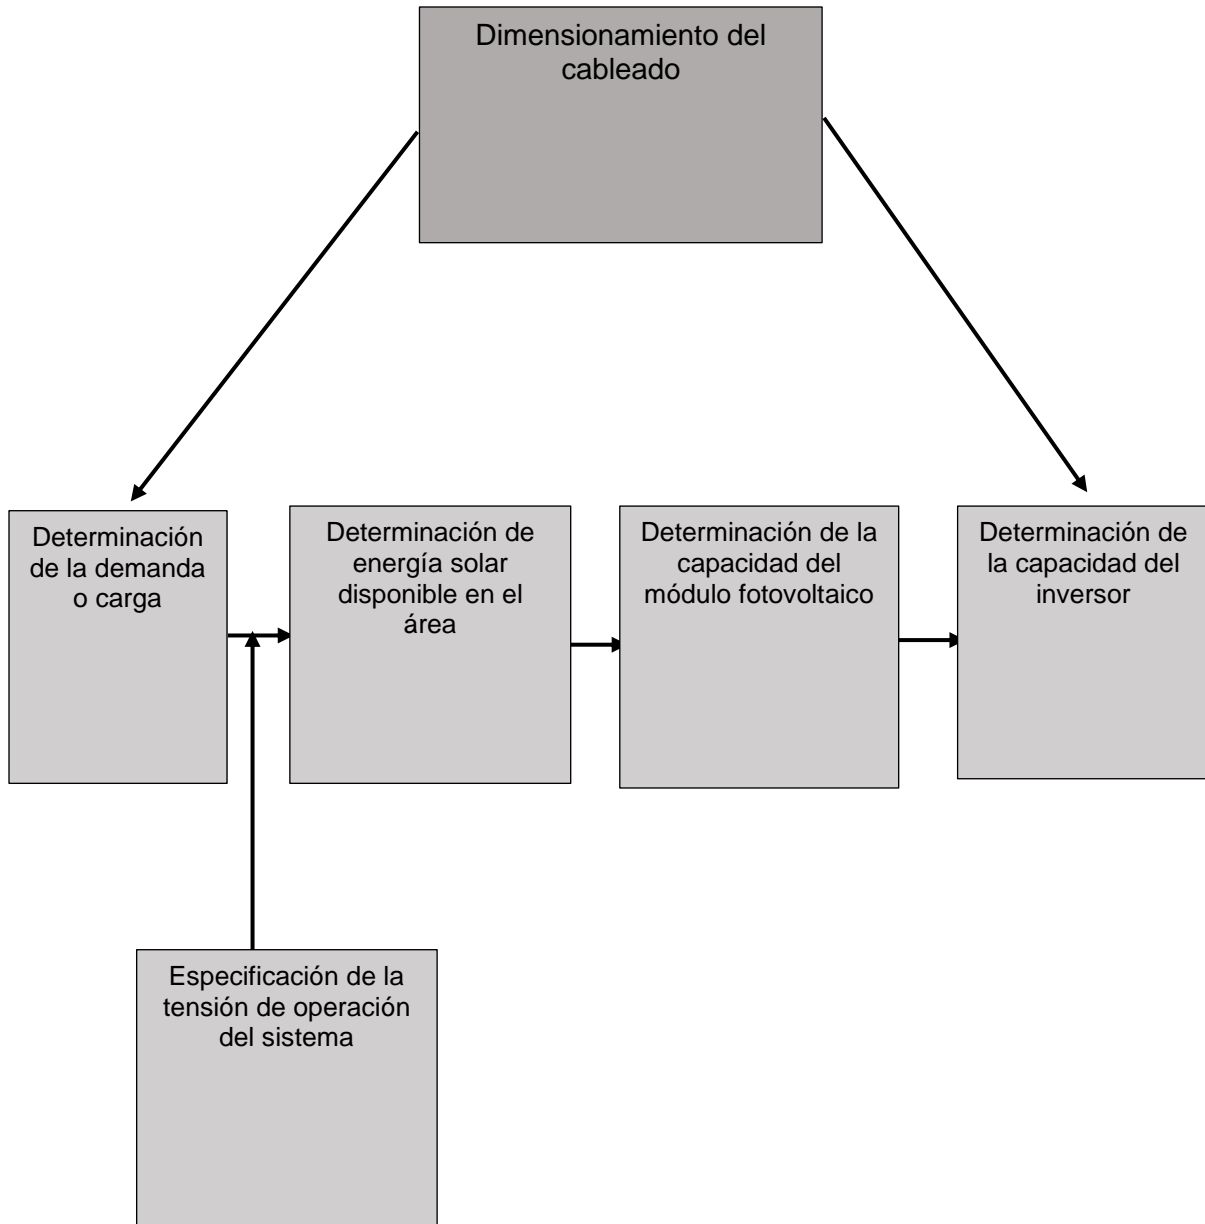 Dimensionamiento del
cableado
Determinación
de la demanda
o carga
Determinación de
energía solar
disponible en el
área
Determinación de la
capacidad del
módulo fotovoltaico
Determinación de
la capacidad del
inversor
Especificación de la
tensión de operación
del sistema